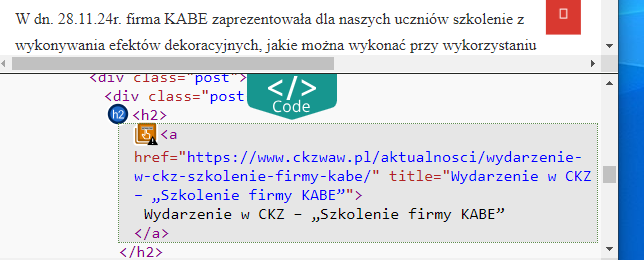 W dn. 28.11.24r. firma KABE zaprezentowała dla naszych uczniów szkolenie z
wykonywania efektów dekoracyjnych, jakie można wykonać przy wykorzystaniu
<div class="post">
<div class="post
</>
Code
h2 <h2>
<a
href="https://www.ckzwaw.pl/aktualnosci/wydarzenie-
w-ckz-szkolenie-firmy-kabe/" title="Wydarzenie w CKZ
– „Szkolenie firmy KABE”">
Wydarzenie w CKZ – „Szkolenie firmy KABE”
</a>
</h2>